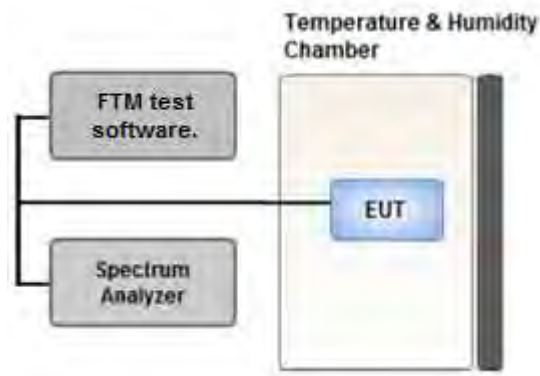 Temperature & Humidity
Chamber
FTM test
software.
EUT
Spectrum
Analyzer